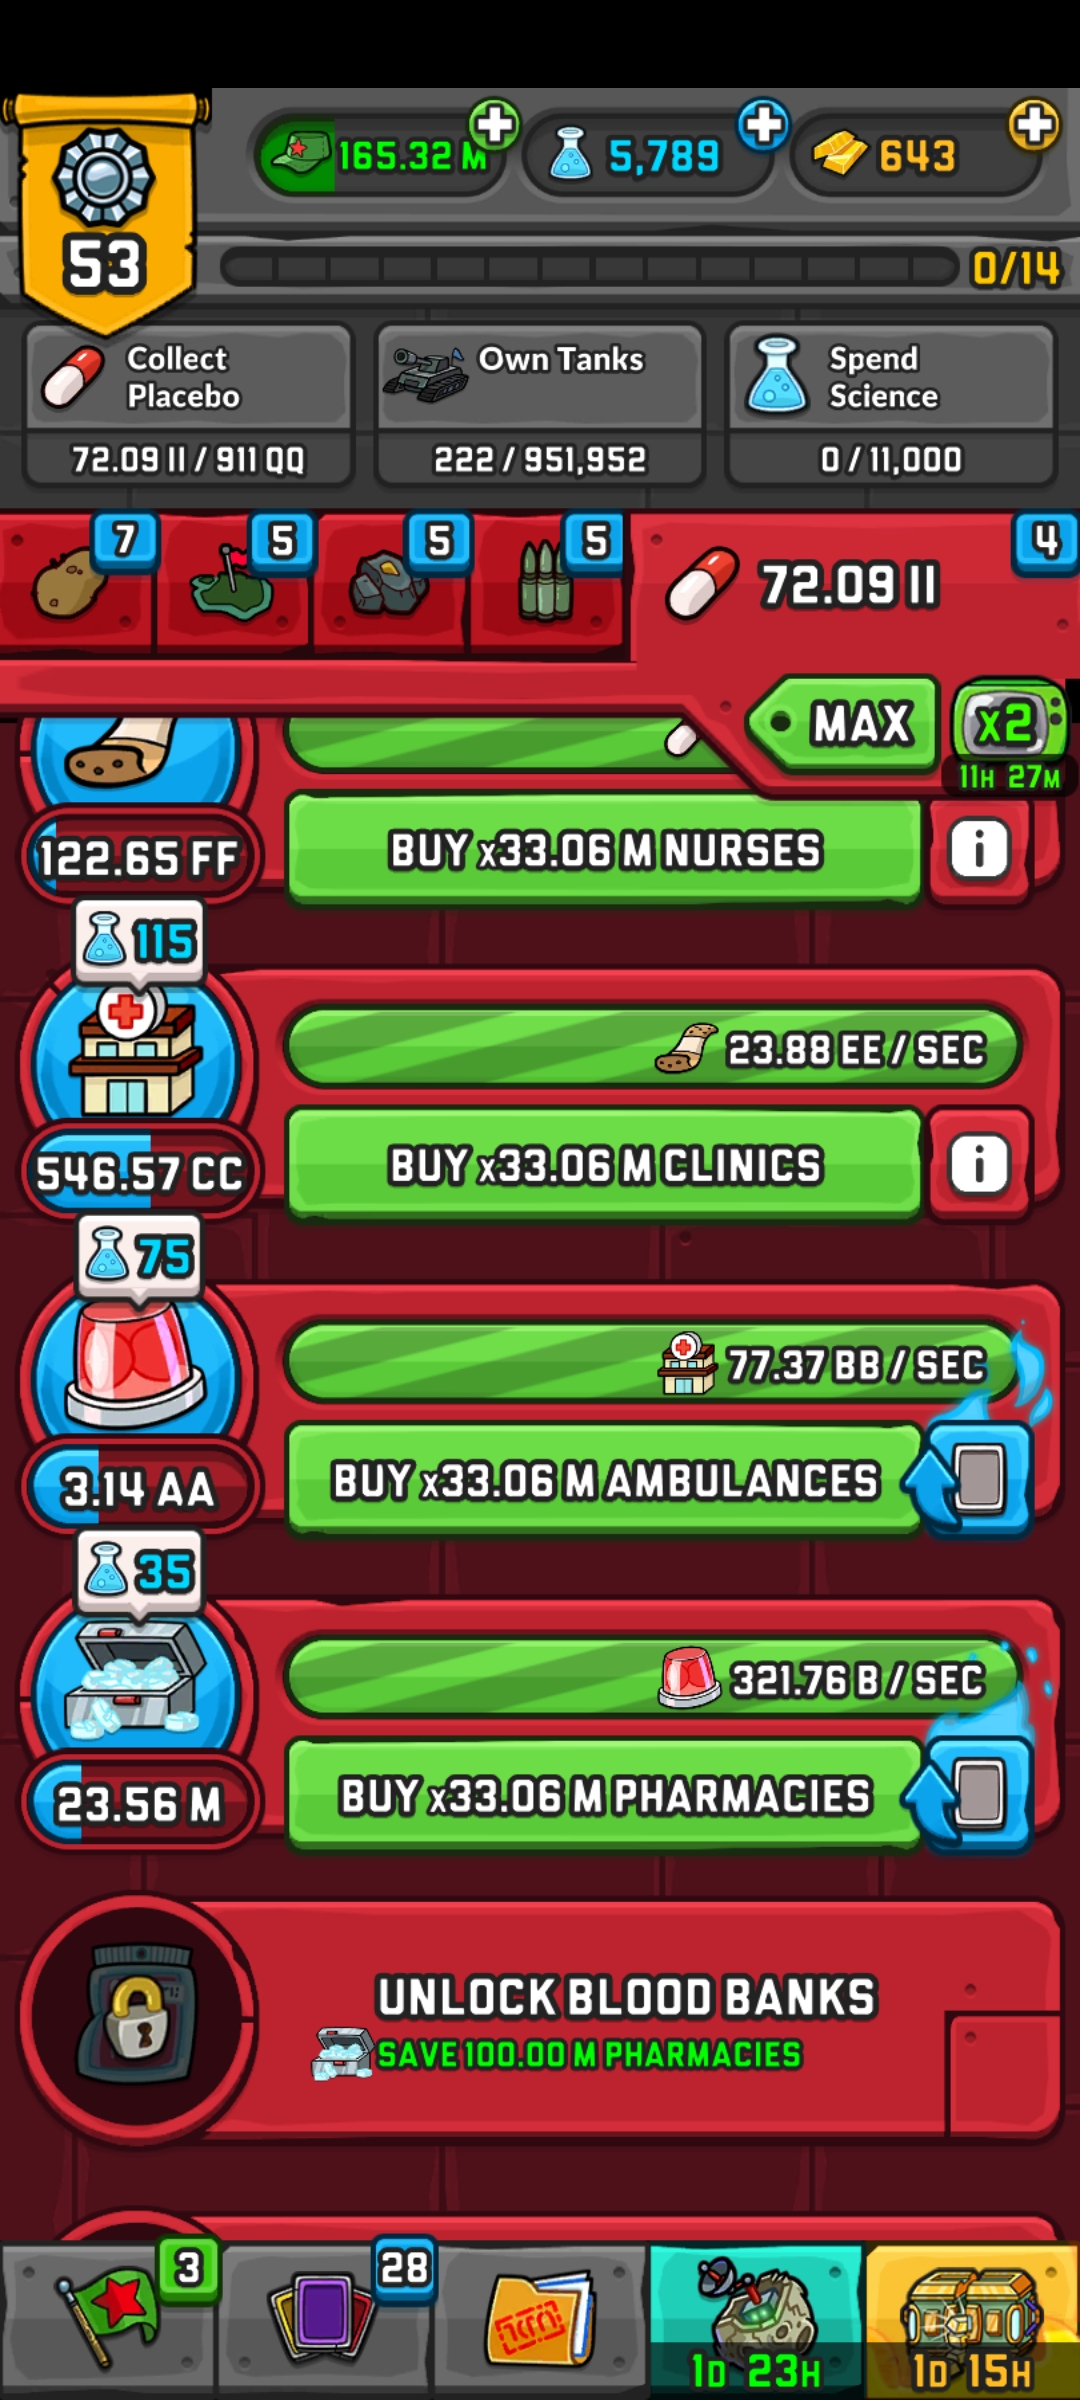 165.32 M
5,789
643
53
0/14
Collect
Placebo
Own Tanks
Spend
Science
72.09 II / 911 QQ
222 / 951,952
0 / 11,000
7
5
5
5
4
72.09 II
MAX
x2
11H 27M
122.65 FF
BUY x33.06 M NURSES
i
115
23.88 EE / SEC
546.57 CC
BUY x33.06 M CLINICS
i
75
77.37 BB / SEC
3.14 AA
BUY x33.06 M AMBULANCES
35
321.76 B / SEC
23.56 M
BUY x33.06 M PHARMACIES
UNLOCK BLOOD BANKS
SAVE 100.00 M PHARMACIES
3
28
1D 23H
1D 15H